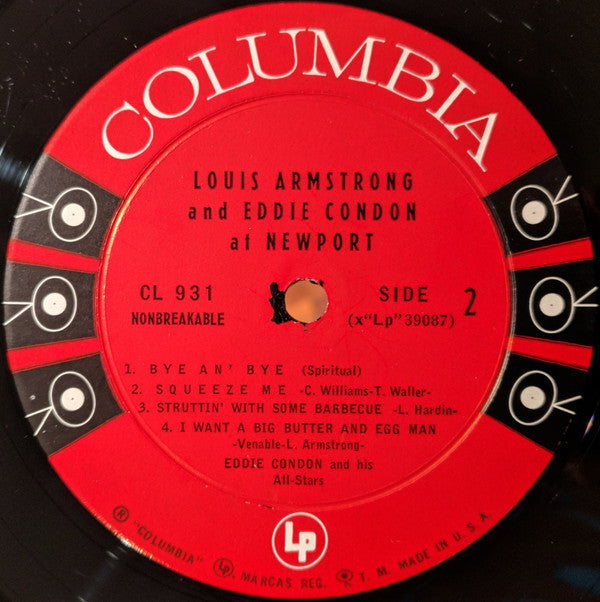 COLUMBIA
LOUIS ARMSTRONG
and EDDIE CONDON
at NEWPORT
CL 931
NONBREAKABLE
SIDE 2
(x"Lp"39087)
1. BYE AN' BYE (Spiritual)
2. SQUEEZE ME -C. Williams-T. Waller-
3. STRUTTIN' WITH SOME BARBECUE -L. Hardin-
4. I WANT A BIG BUTTER AND EGG MAN
-Venable-L. Armstrong-
EDDIE CONDON and his
All-Stars
LP
® "COLUMBIA" LP, MARCAS REG. T. M. MADE IN U. S. A.